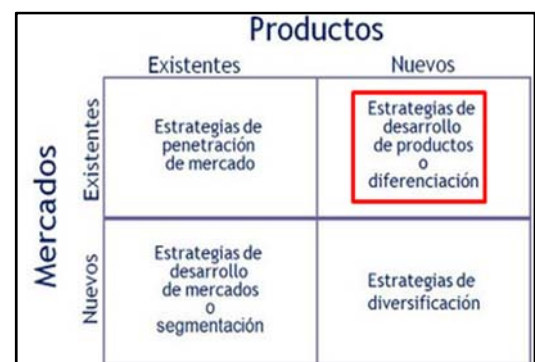 Productos
Existentes
Nuevos
Mercados
Existentes
Estrategias de
penetración
de mercado
Estrategias de
desarrollo
de productos
o
diferenciación
Nuevos
Estrategias de
desarrollo
de mercados
o
segmentación
Estrategias de
diversificación